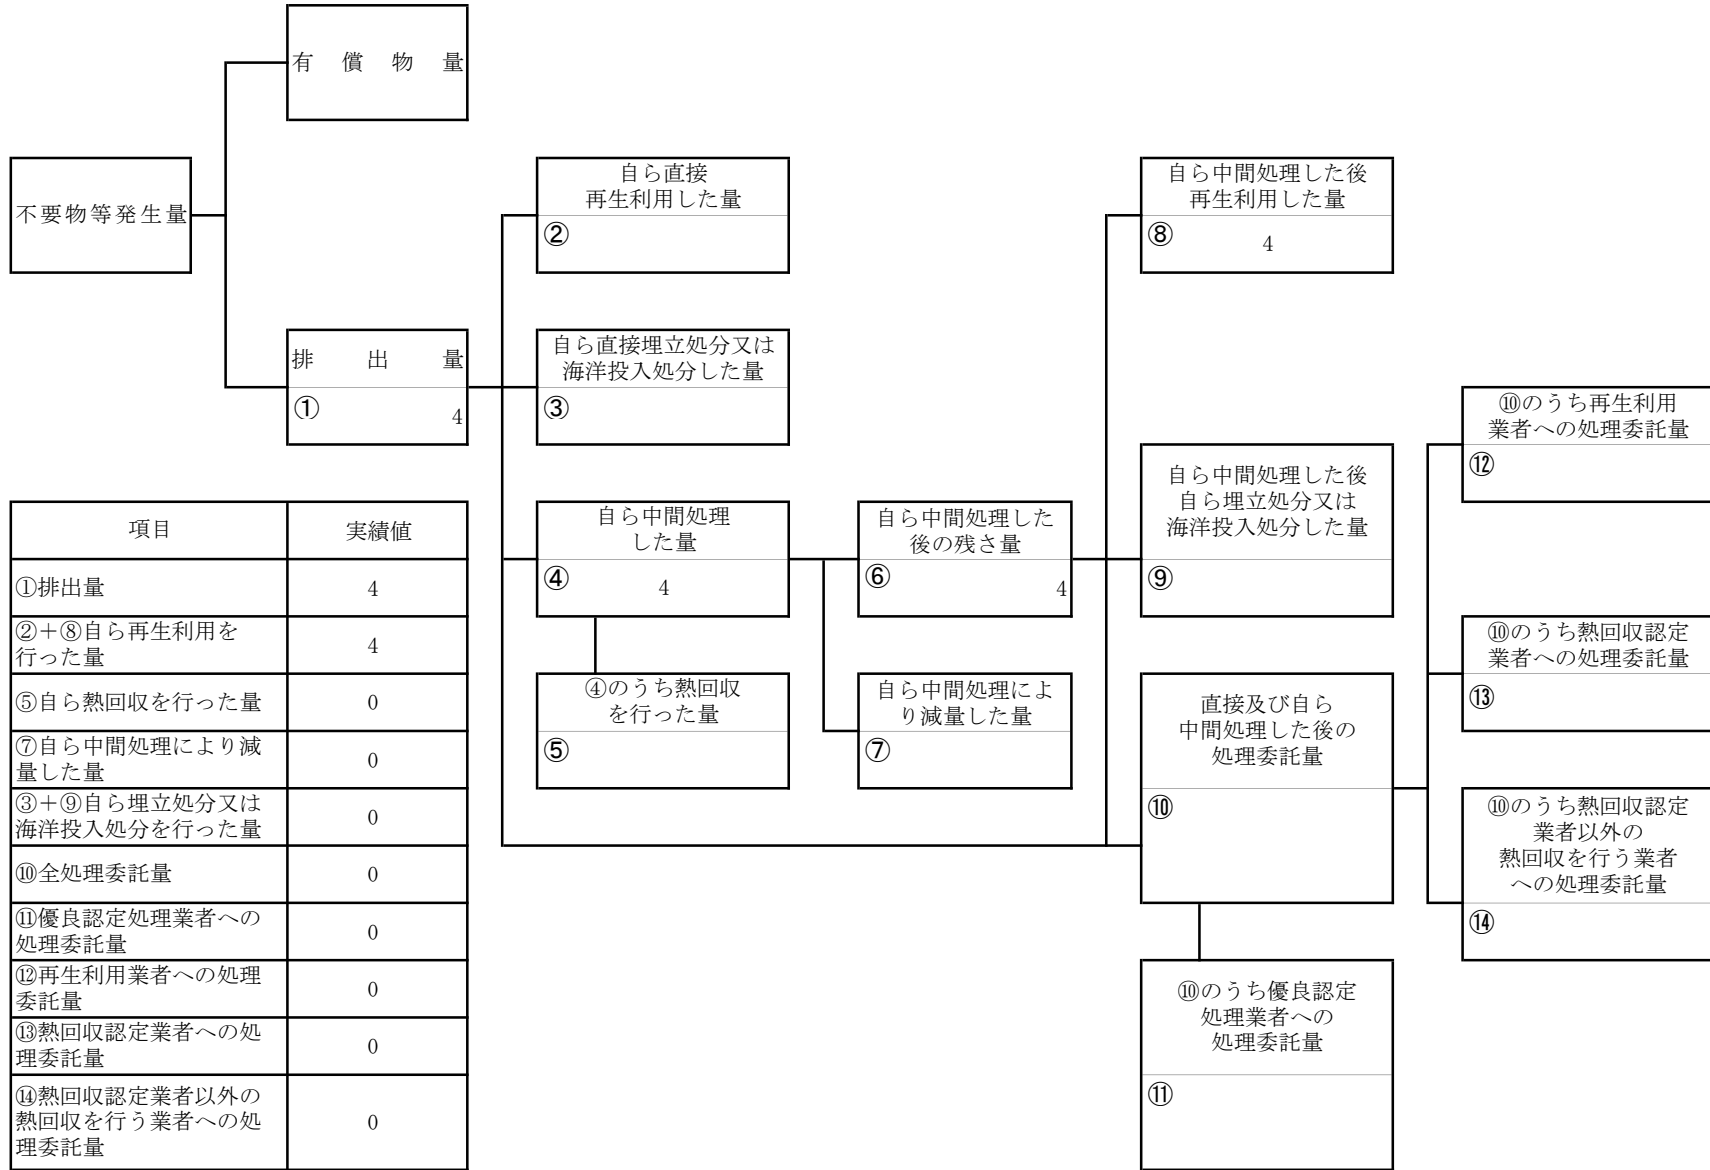 有償物量
不要物等発生量
自ら直接
再生利用した量
②
自ら中間処理した後
再生利用した量
⑧ 4
排出量
① 4
自ら直接埋立処分又は
海洋投入処分した量
③
⑩のうち再生利用
業者への処理委託量
⑫
自ら中間処理
した量
④ 4
自ら中間処理した
後の残さ量
⑥ 4
自ら中間処理した後
自ら埋立処分又は
海洋投入処分した量
⑨
⑩のうち熱回収認定
業者への処理委託量
⑬
④のうち熱回収
を行った量
⑤
自ら中間処理によ
り減量した量
⑦
直接及び自ら
中間処理した後の
処理委託量
⑩
⑩のうち熱回収認定
業者以外の
熱回収を行う業者
への処理委託量
⑭
⑩のうち優良認定
処理業者への
処理委託量
⑪
項目 実績値
①排出量 4
②+⑧自ら再生利用を
行った量 4
⑤自ら熱回収を行った量 0
⑦自ら中間処理により減
量した量 0
③+⑨自ら埋立処分又は
海洋投入処分を行った量 0
⑩全処理委託量 0
⑪優良認定処理業者への
処理委託量 0
⑫再生利用業者への処理
委託量 0
⑬熱回収認定業者への処
理委託量 0
⑭熱回収認定業者以外の
熱回収を行う業者への処
理委託量 0